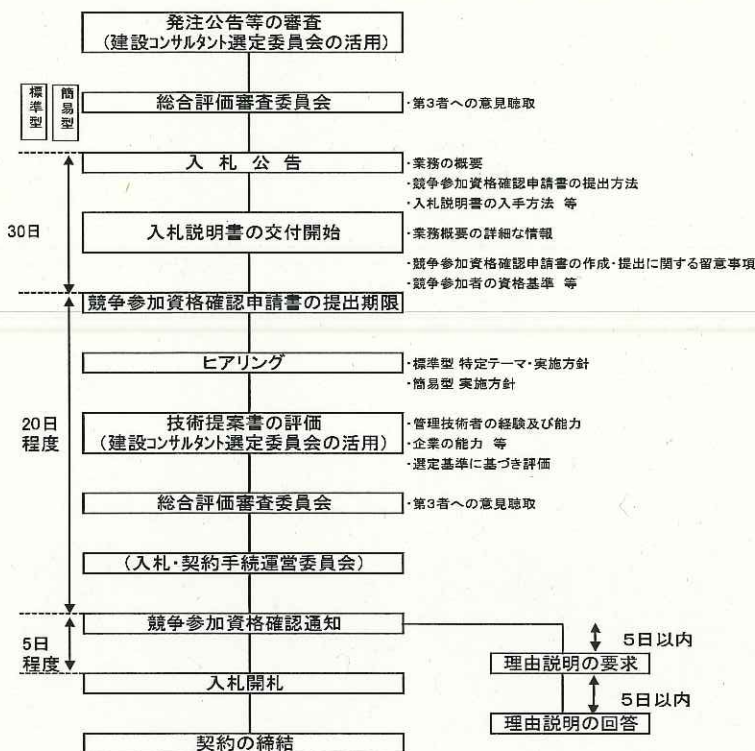 発注公告等の審査
(建設コンサルタント選定委員会の活用)
標準型
簡易型
総合評価審査委員会
・第3者への意見聴取
入 札 公 告
・業務の概要
・競争参加資格確認申請書の提出方法
・入札説明書の入手方法 等
30日
入札説明書の交付開始
・業務概要の詳細な情報
・競争参加資格確認申請書の作成・提出に関する留意事項
・競争参加者の資格基準 等
競争参加資格確認申請書の提出期限
ヒアリング
・標準型 特定テーマ・実施方針
・簡易型 実施方針
20日
程度
技術提案書の評価
(建設コンサルタント選定委員会の活用)
・管理技術者の経験及び能力
・企業の能力 等
・選定基準に基づき評価
総合評価審査委員会
・第3者への意見聴取
(入札・契約手続運営委員会)
競争参加資格確認通知
5日
程度
5日以内
理由説明の要求
入札開札
5日以内
理由説明の回答
契約の締結